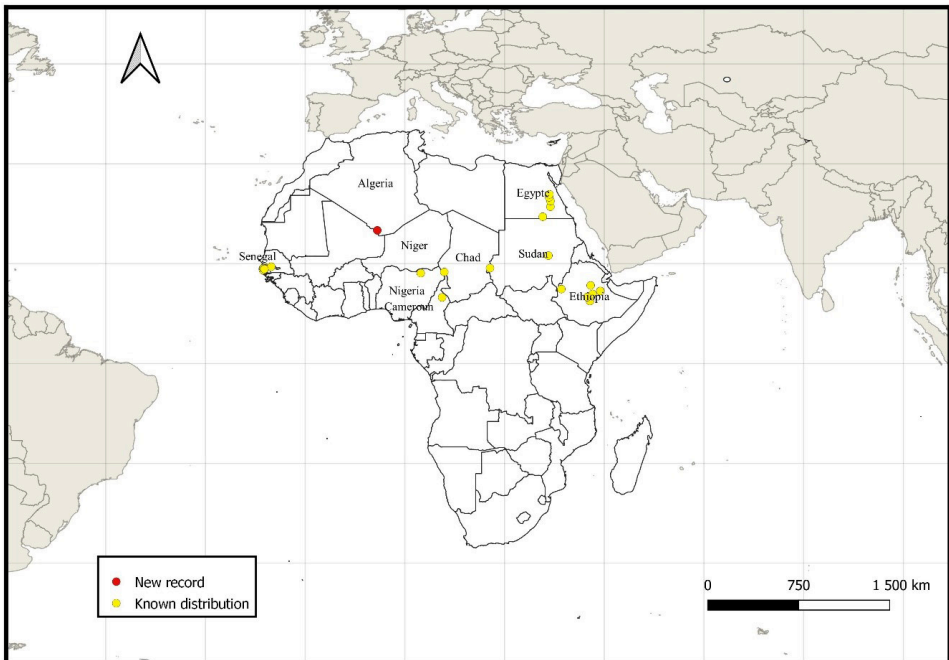 Algeria
Egypte
Niger
Senegal
Chad
Sudan
Nigeria
Cameroun
Ethiopia
New record
Known distribution
0 750 1 500 km